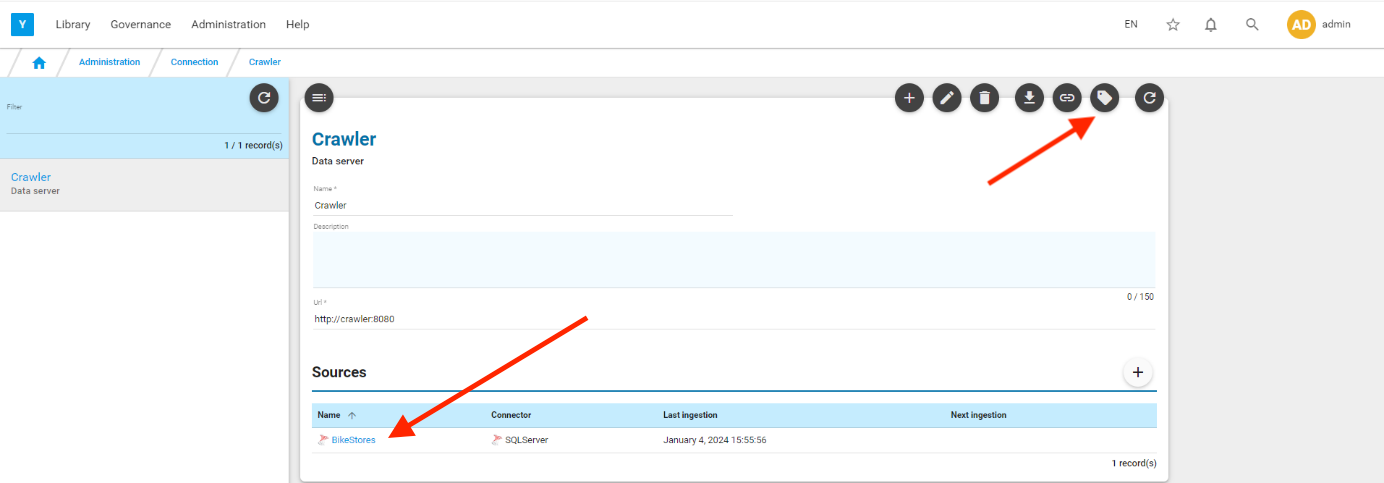 Y Library Governance Administration Help EN AD admin
Administration Connection Crawler
Filter
1 / 1 record(s)
Crawler
Data server
Crawler
Data server
Name *
Crawler
Description
0 / 150
Url *
http://crawler:8080
Sources
Name Connector Last ingestion Next ingestion
BikeStores SQLServer January 4, 2024 15:55:56
1 record(s)